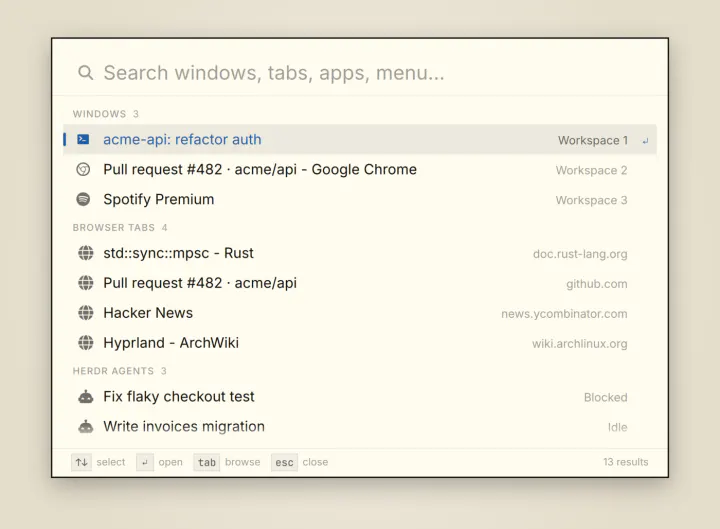 Search windows, tabs, apps, menu...
WINDOWS 3
acme-api: refactor auth Workspace 1 ↲
Pull request #482 · acme/api - Google Chrome Workspace 2
Spotify Premium Workspace 3
BROWSER TABS 4
std::sync::mpsc - Rust doc.rust-lang.org
Pull request #482 · acme/api github.com
Hacker News news.ycombinator.com
Hyprland - ArchWiki wiki.archlinux.org
HERDR AGENTS 3
Fix flaky checkout test Blocked
Write invoices migration Idle
↑↓ select ↲ open tab browse esc close 13 results